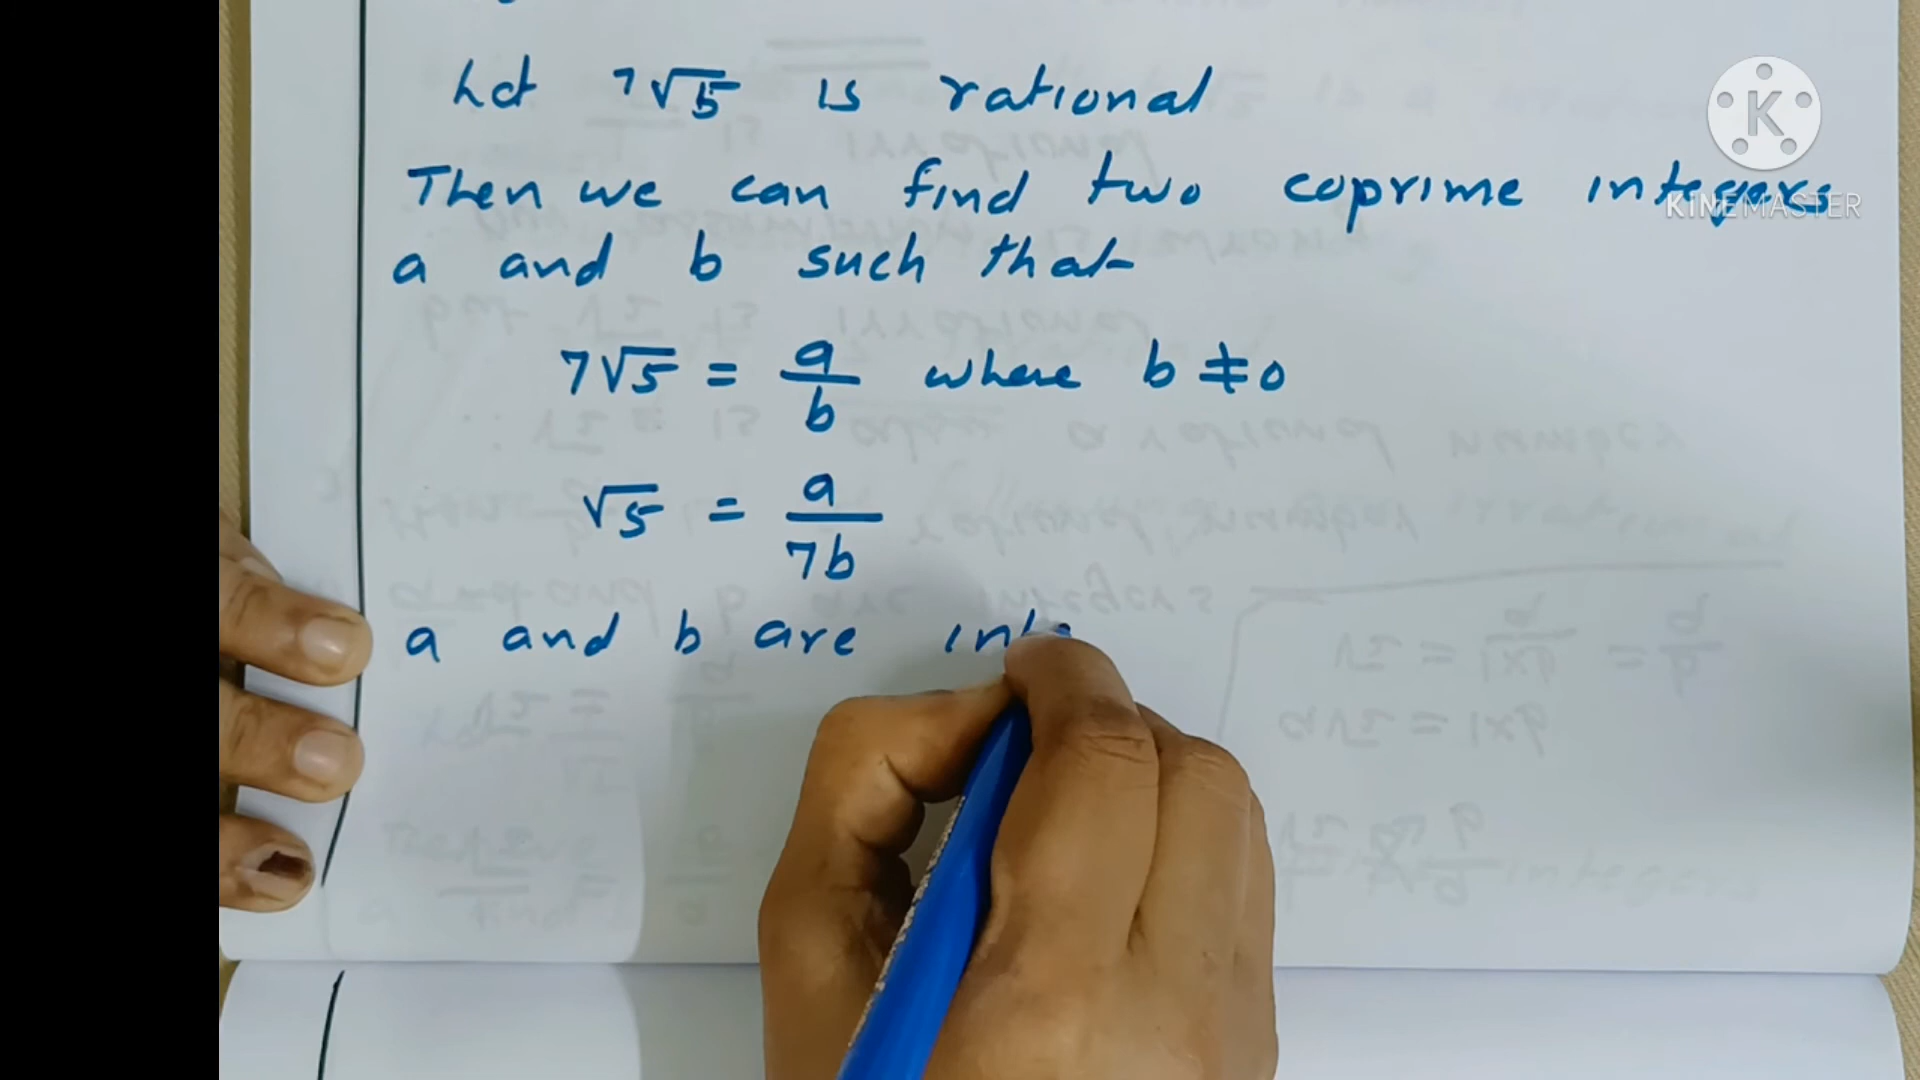 Let 7√5 is rational
Then we can find two coprime integers
a and b such that
7√5 = a/b where b ≠ 0
√5 = a/7b
a and b are inte
K
KINEMASTER